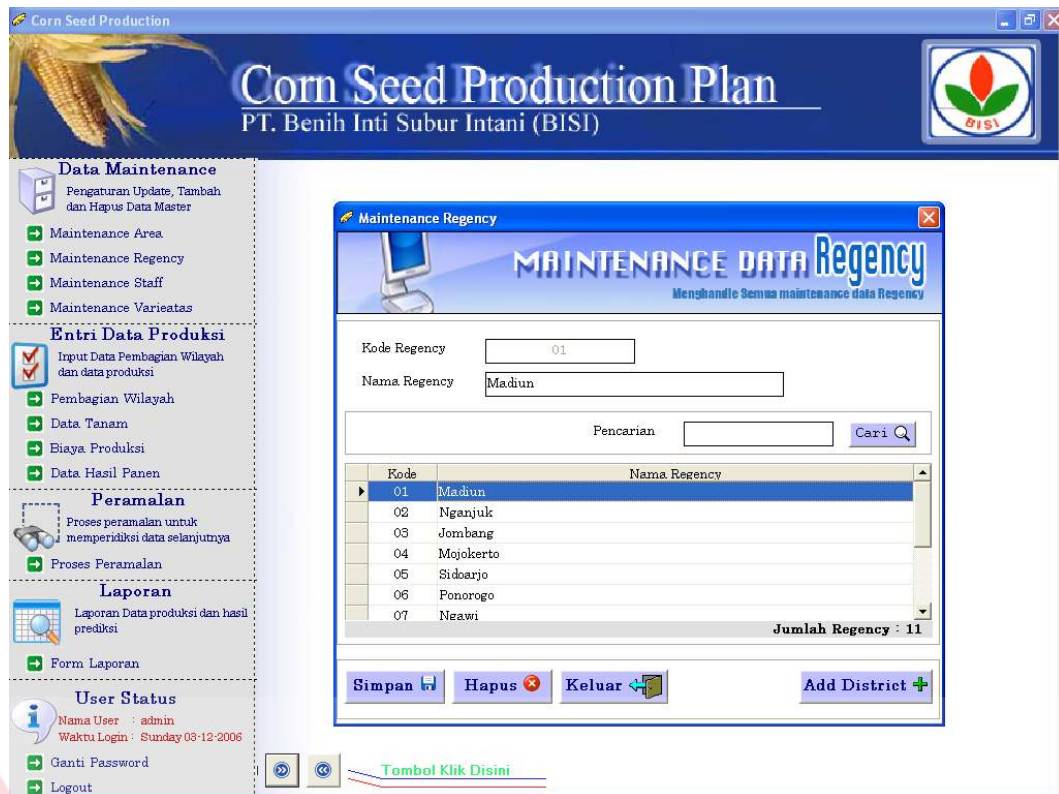 Corn Seed Production
Corn Seed Production Plan
PT. Benih Inti Subur Intani (BISI)
BISI
Data Maintenance
Pengaturan Update, Tambah
dan Hapus Data Master
Maintenance Area
Maintenance Regency
Maintenance Staff
Maintenance Varieatas
Entri Data Produksi
Input Data Pembagian Wilayah
dan data produksi
Pembagian Wilayah
Data Tanam
Biaya Produksi
Data Hasil Panen
Peramalan
Proses peramalan untuk
memperidiksi data selanjutnya
Proses Peramalan
Laporan
Laporan Data produksi dan hasil
prediksi
Form Laporan
User Status
Nama User : admin
Waktu Login : Sunday 03-12-2006
Ganti Password
Logout
Maintenance Regency
MAINTENANCE DATA Regency
Menghandle Semua maintenance data Regency
Kode Regency 01
Nama Regency Madiun
Pencarian Cari
Kode Nama Regency
01 Madiun
02 Nganjuk
03 Jombang
04 Mojokerto
05 Sidoarjo
06 Ponorogo
07 Ngawi
Jumlah Regency : 11
Simpan Hapus Keluar Add District
Tombol Klik Disini